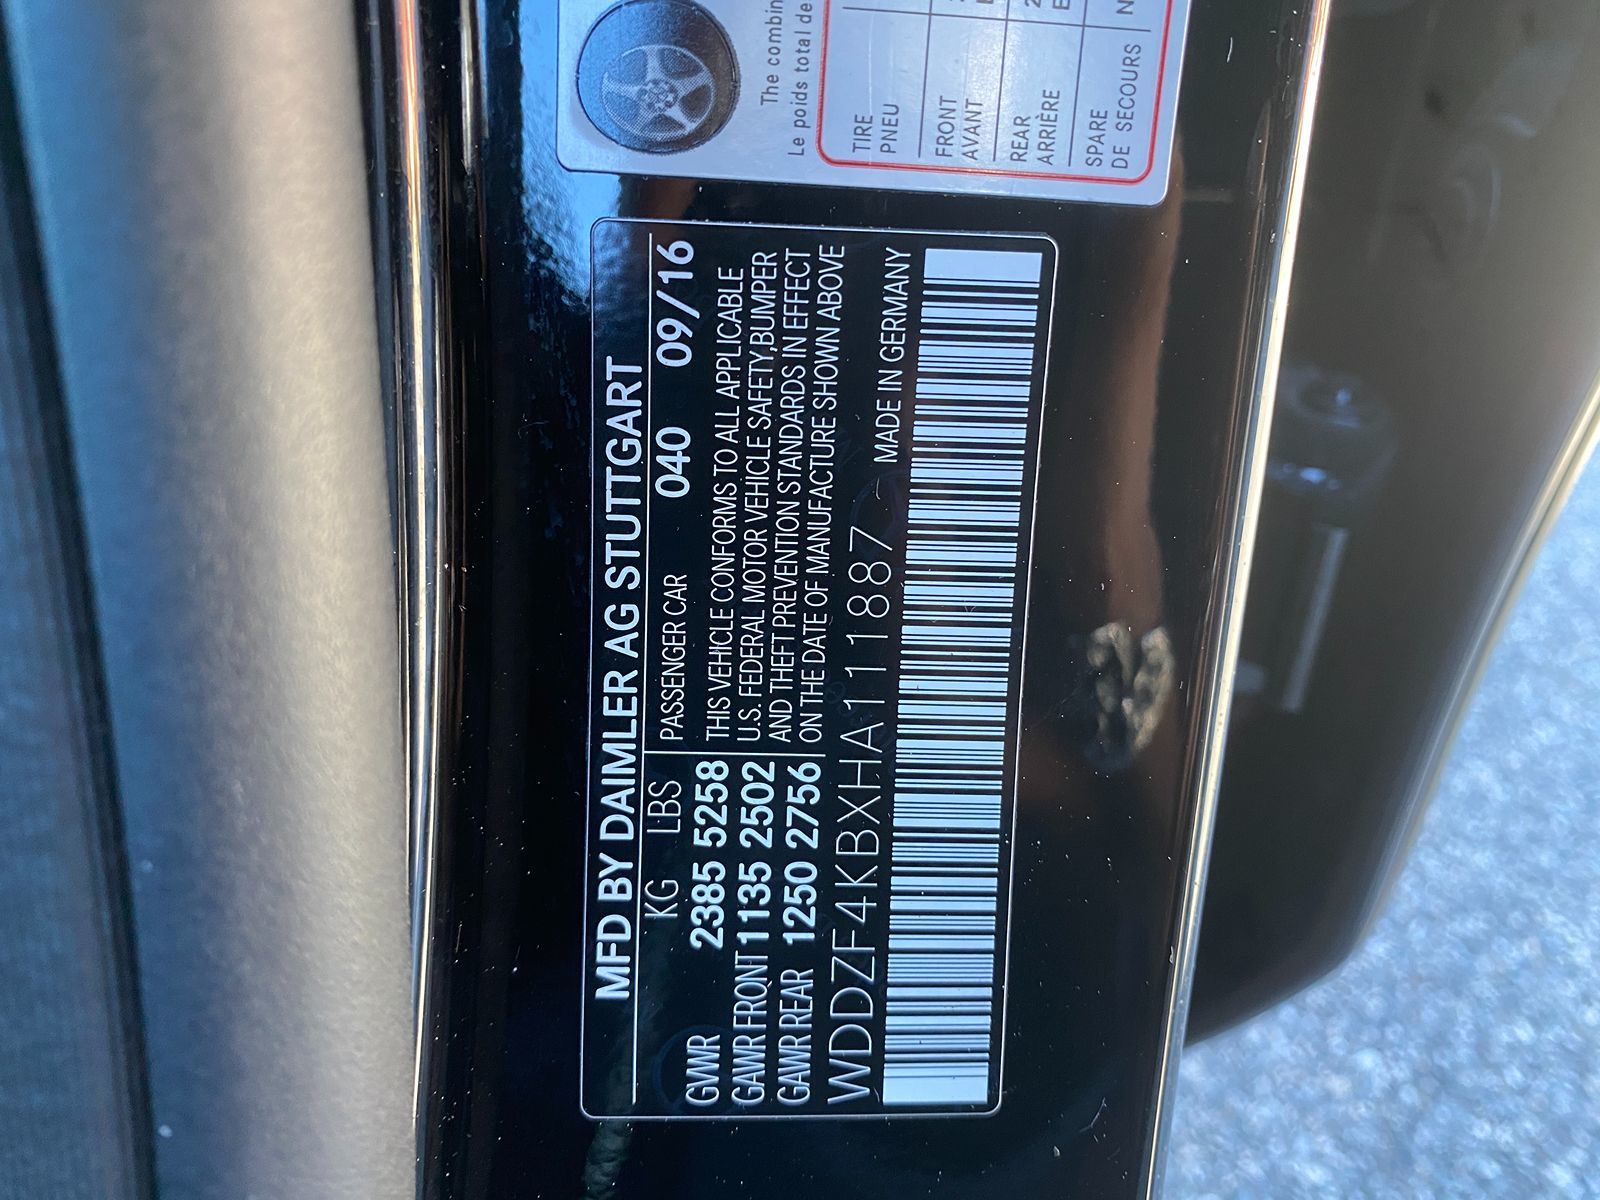 MFD BY DAIMLER AG STUTTGART
KG LBS PASSENGER CAR 040 09/16
GVWR 2385 5258 THIS VEHICLE CONFORMS TO ALL APPLICABLE
GAWR FRONT 1135 2502 U.S. FEDERAL MOTOR VEHICLE SAFETY, BUMPER
GAWR REAR 1250 2756 AND THEFT PREVENTION STANDARDS IN EFFECT
ON THE DATE OF MANUFACTURE SHOWN ABOVE
WDDZF4KBXHA111887 MADE IN GERMANY
The
Le poids total de
TIRE
PNEU
FRONT
AVANT
REAR
ARRIÈRE
SPARE
DE SECOURS